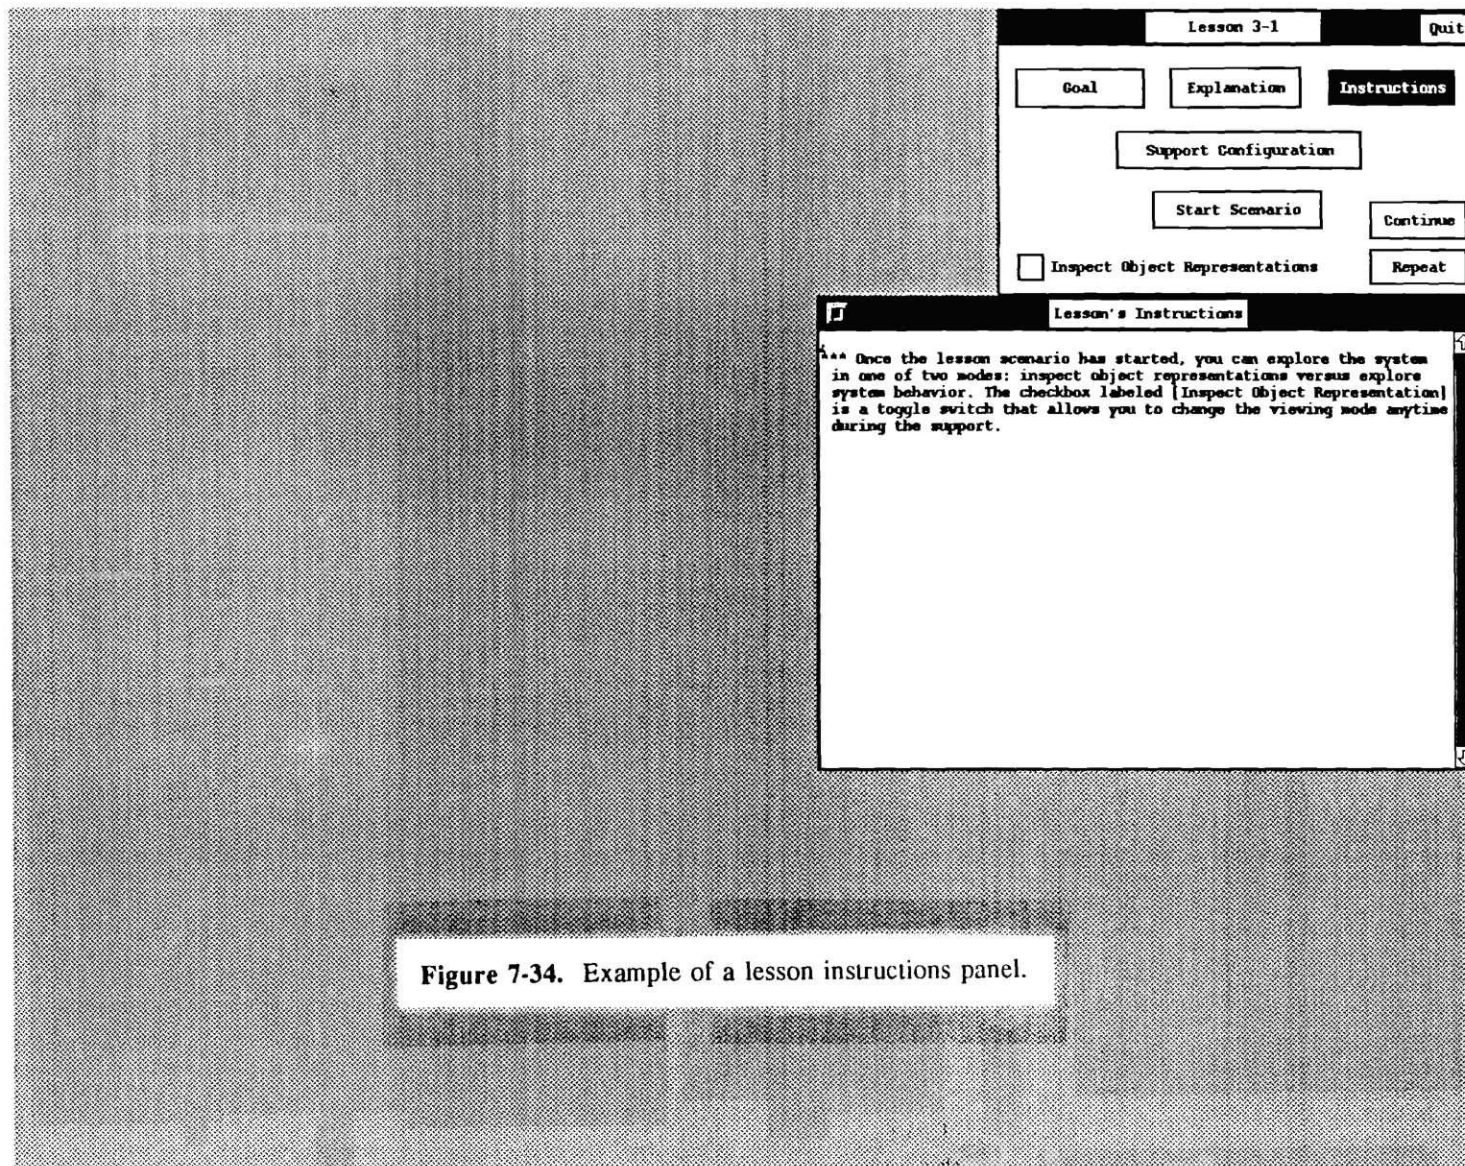 Lesson 3-1
Quit
Goal
Explanation
Instructions
Support Configuration
Start Scenario
Continue
Inspect Object Representations
Repeat
Lesson's Instructions
*** Once the lesson scenario has started, you can explore the system
in one of two modes: inspect object representations versus explore
system behavior. The checkbox labeled [Inspect Object Representation]
is a toggle switch that allows you to change the viewing mode anytime
during the support.
Figure 7-34. Example of a lesson instructions panel.